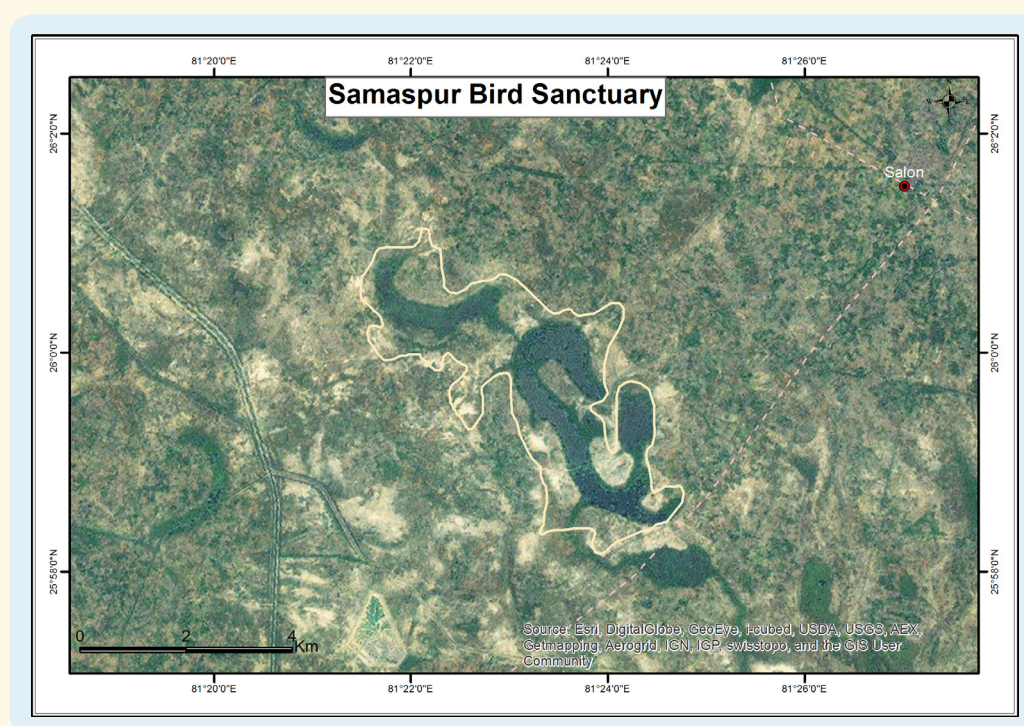 81°20'0"E 81°22'0"E 81°24'0"E 81°26'0"E
Samaspur Bird Sanctuary
W E
26°2'0"N 26°2'0"N
Salon
26°0'0"N 26°0'0"N
25°58'0"N 25°58'0"N
0 2 4
Km
Source: Esri, DigitalGlobe, GeoEye, i-cubed, USDA, USGS, AEX,
Getmapping, Aerogrid, IGN, IGP, swisstopo, and the GIS User
Community
81°20'0"E 81°22'0"E 81°24'0"E 81°26'0"E